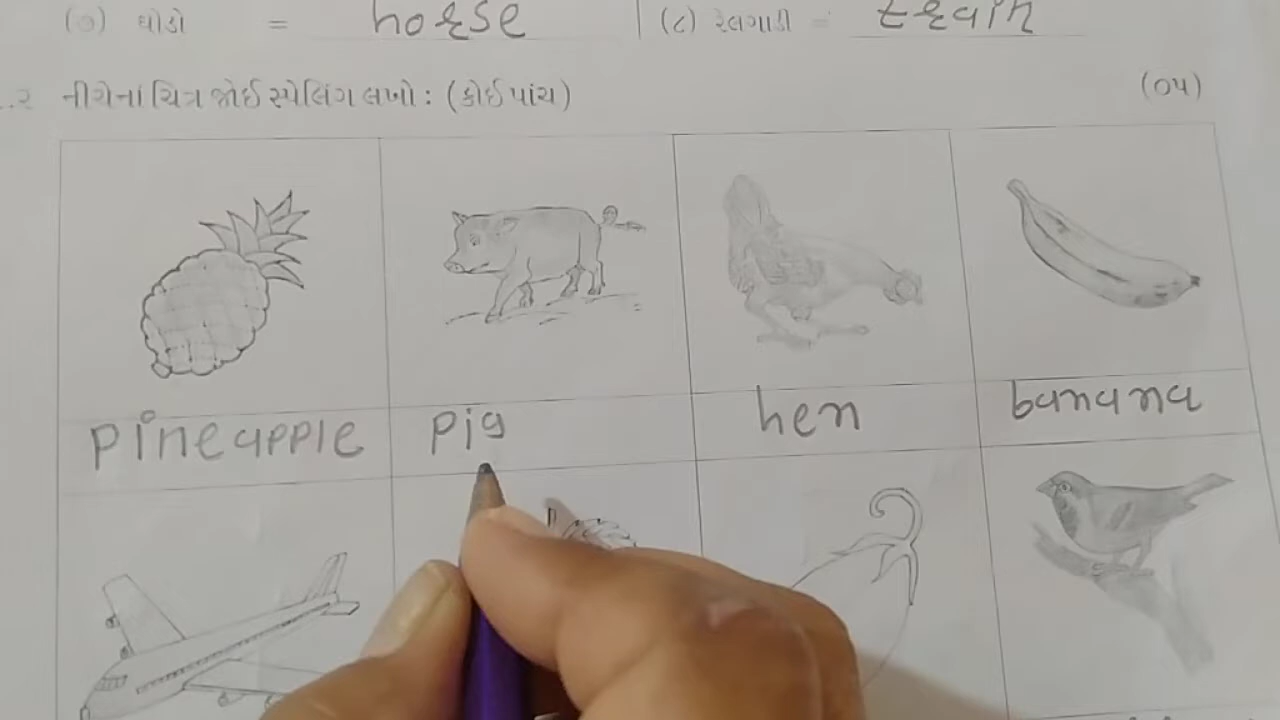 (૭) ઘોડો = horse (૮) રેલગાડી = train
..૨ નીચેનાં ચિત્ર જોઈ સ્પેલિંગ લખો : (કોઈ પાંચ) (૦૫)
pineapple pig hen banana